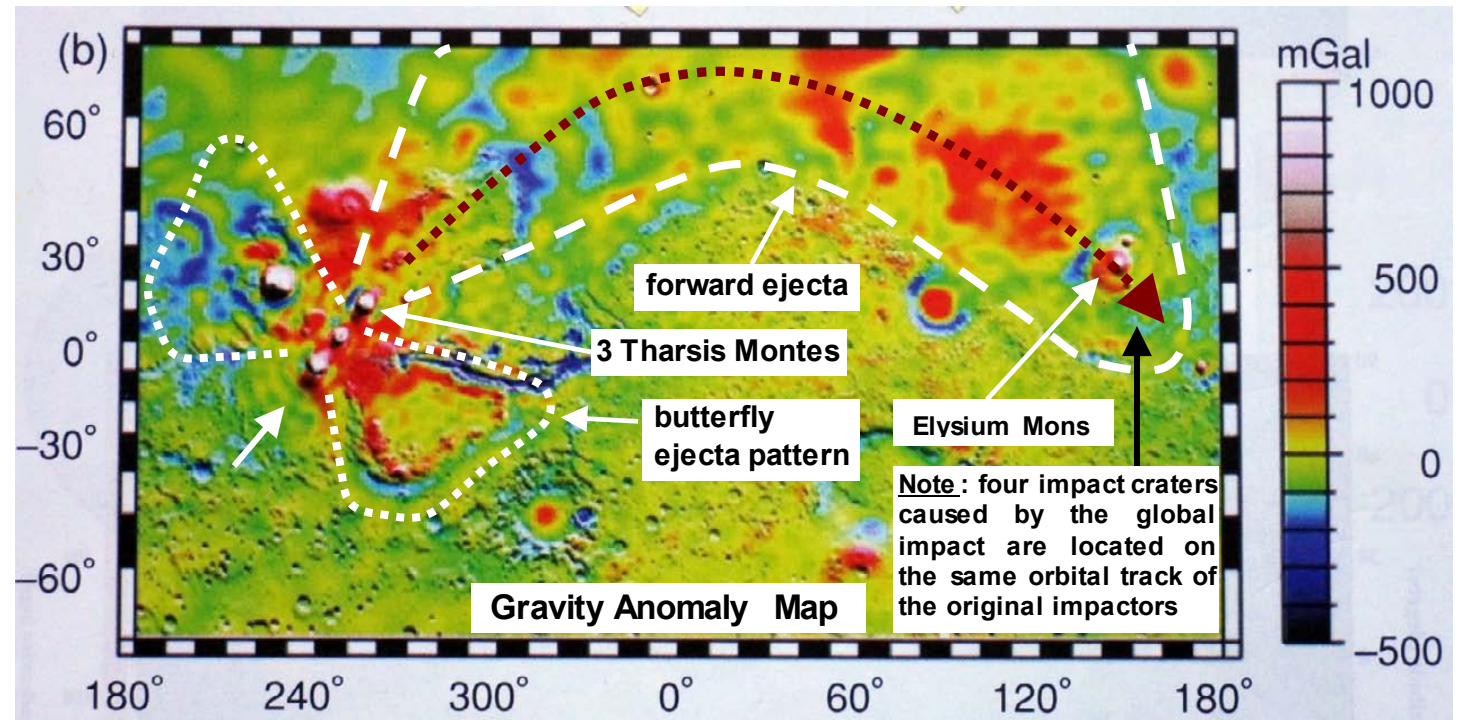 (b)
mGal
1000
500
0
−500
60°
30°
0°
−30°
−60°
forward ejecta
3 Tharsis Montes
butterfly
ejecta pattern
Elysium Mons
Note : four impact craters
caused by the global
impact are located on
the same orbital track of
the original impactors
Gravity Anomaly Map
180° 240° 300° 0° 60° 120° 180°